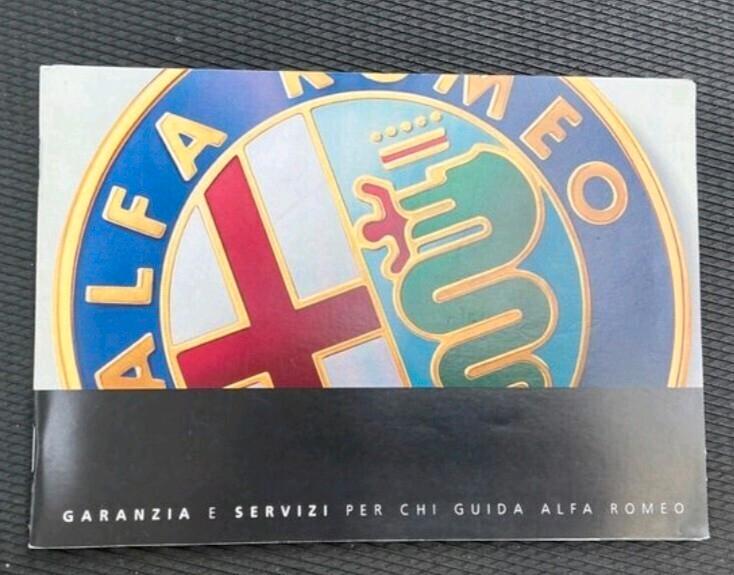 ALFA ROMEO
GARANZIA E SERVIZI PER CHI GUIDA ALFA ROMEO